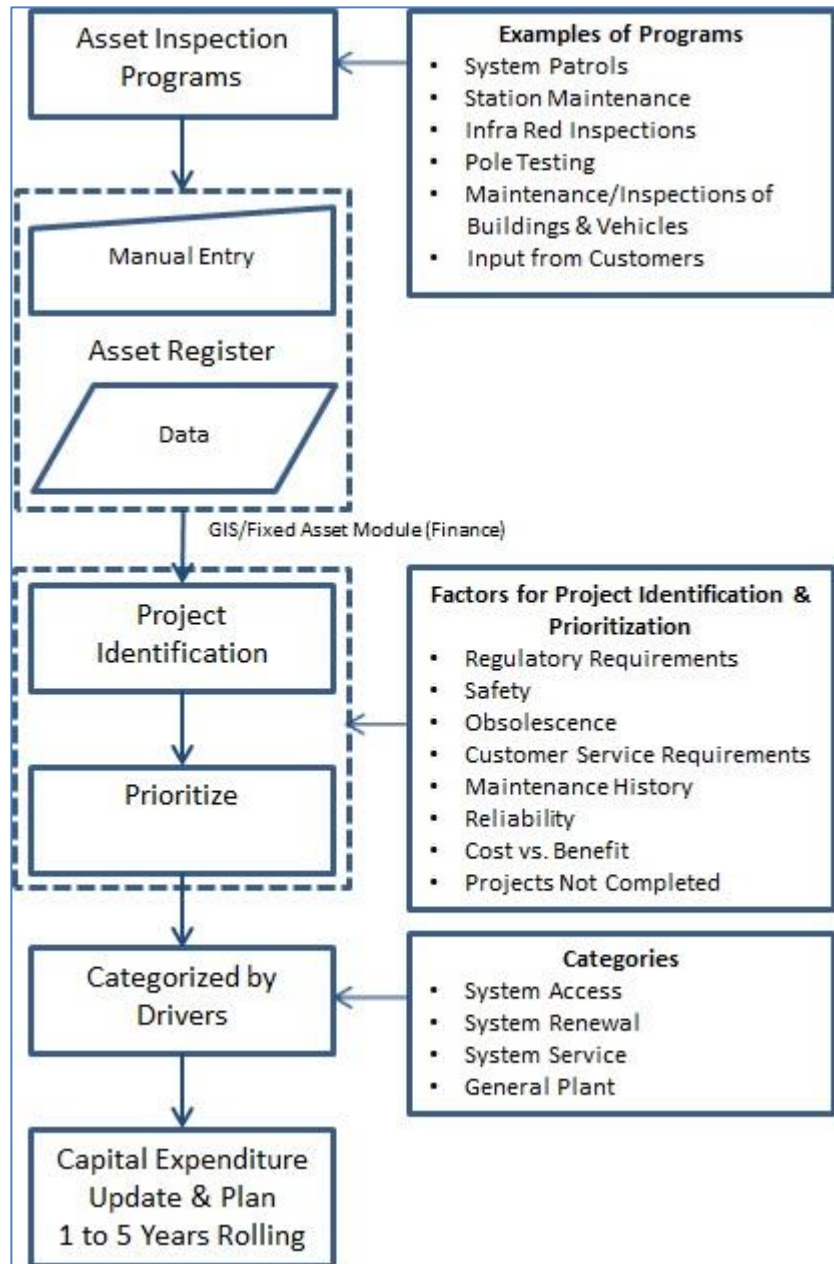 Asset Inspection
Programs
Examples of Programs
• System Patrols
• Station Maintenance
• Infra Red Inspections
• Pole Testing
• Maintenance/Inspections of
Buildings & Vehicles
• Input from Customers
Manual Entry
Asset Register
Data
GIS/Fixed Asset Module (Finance)
Project
Identification
Prioritize
Factors for Project Identification &
Prioritization
• Regulatory Requirements
• Safety
• Obsolescence
• Customer Service Requirements
• Maintenance History
• Reliability
• Cost vs. Benefit
• Projects Not Completed
Categorized by
Drivers
Categories
• System Access
• System Renewal
• System Service
• General Plant
Capital Expenditure
Update & Plan
1 to 5 Years Rolling